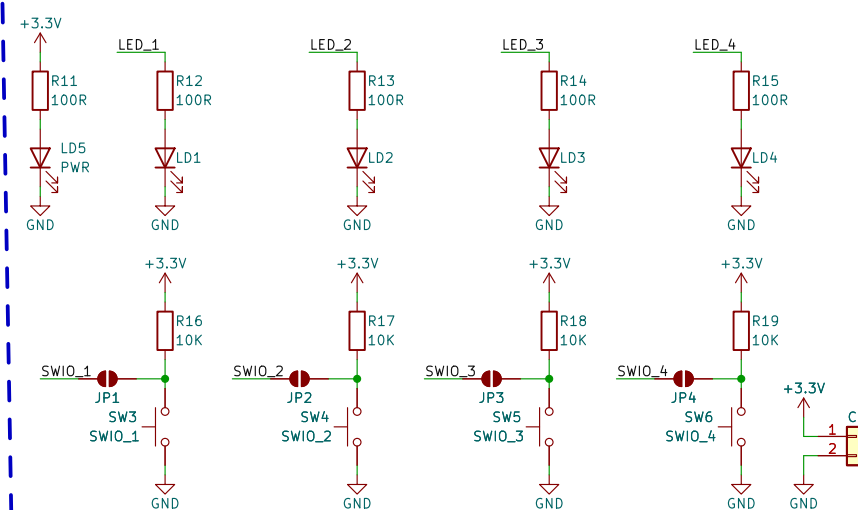 +3.3V
LED_1
LED_2
LED_3
LED_4
R11
100R
R12
100R
R13
100R
R14
100R
R15
100R
LD5
PWR
LD1
LD2
LD3
LD4
GND
GND
GND
GND
GND
+3.3V
+3.3V
+3.3V
+3.3V
R16
10K
R17
10K
R18
10K
R19
10K
SWIO_1
JP1
SWIO_2
JP2
SWIO_3
JP3
SWIO_4
JP4
+3.3V
SW3
SWIO_1
SW4
SWIO_2
SW5
SWIO_3
SW6
SWIO_4
C
1
2
GND
GND
GND
GND
GND